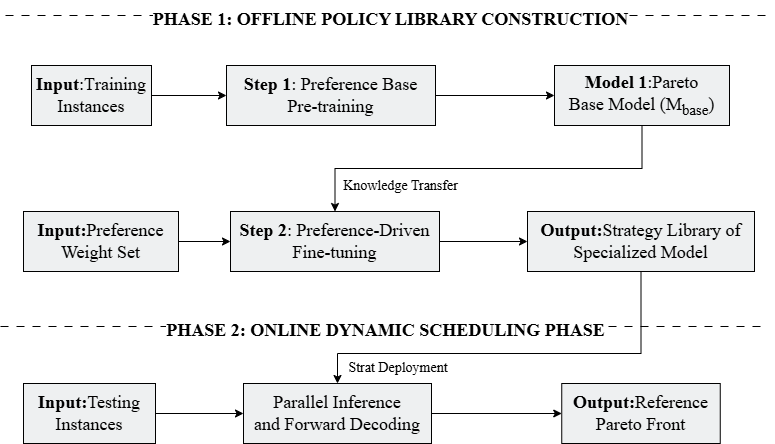 PHASE 1: OFFLINE POLICY LIBRARY CONSTRUCTION
Input:Training
Instances
Step 1: Preference Base
Pre-training
Model 1:Pareto
Base Model (Mbase)
Knowledge Transfer
Input:Preference
Weight Set
Step 2: Preference-Driven
Fine-tuning
Output:Strategy Library of
Specialized Model
PHASE 2: ONLINE DYNAMIC SCHEDULING PHASE
Strat Deployment
Input:Testing
Instances
Parallel Inference
and Forward Decoding
Output:Reference
Pareto Front